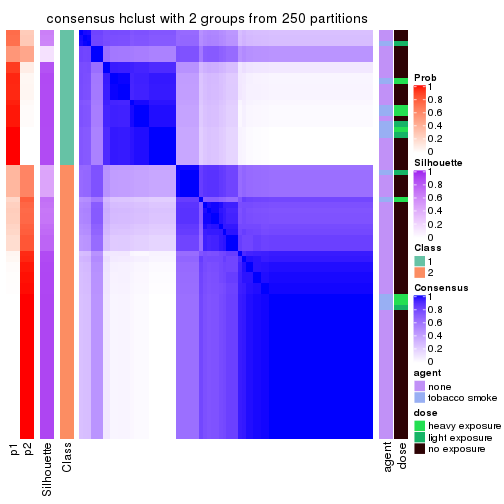 consensus hclust with 2 groups from 250 partitions
Prob
1
0.8
0.6
0.4
0.2
0
Silhouette
1
0.8
0.6
0.4
0.2
0
Class
1
2
Consensus
1
0.8
0.6
0.4
0.2
0
agent
none
tobacco smoke
dose
heavy exposure
light exposure
no exposure
p1
p2
Silhouette
Class
agent
dose